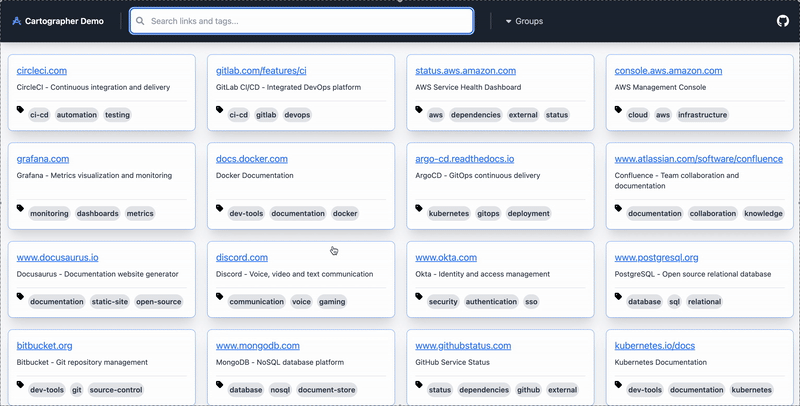 Cartographer Demo
Search links and tags...
Groups
circleci.com
CircleCI - Continuous integration and delivery
ci-cd automation testing
gitlab.com/features/ci
GitLab CI/CD - Integrated DevOps platform
ci-cd gitlab devops
status.aws.amazon.com
AWS Service Health Dashboard
aws dependencies external status
console.aws.amazon.com
AWS Management Console
cloud aws infrastructure
grafana.com
Grafana - Metrics visualization and monitoring
monitoring dashboards metrics
docs.docker.com
Docker Documentation
dev-tools documentation docker
argo-cd.readthedocs.io
ArgoCD - GitOps continuous delivery
kubernetes gitops deployment
www.atlassian.com/software/confluence
Confluence - Team collaboration and
documentation
documentation collaboration knowledge
www.docusaurus.io
Docusaurus - Documentation website generator
documentation static-site open-source
discord.com
Discord - Voice, video and text communication
communication voice gaming
www.okta.com
Okta - Identity and access management
security authentication sso
www.postgresql.org
PostgreSQL - Open source relational database
database sql relational
bitbucket.org
Bitbucket - Git repository management
dev-tools git source-control
www.mongodb.com
MongoDB - NoSQL database platform
database nosql document-store
www.githubstatus.com
GitHub Service Status
status dependencies github external
kubernetes.io/docs
Kubernetes Documentation
dev-tools documentation kubernetes